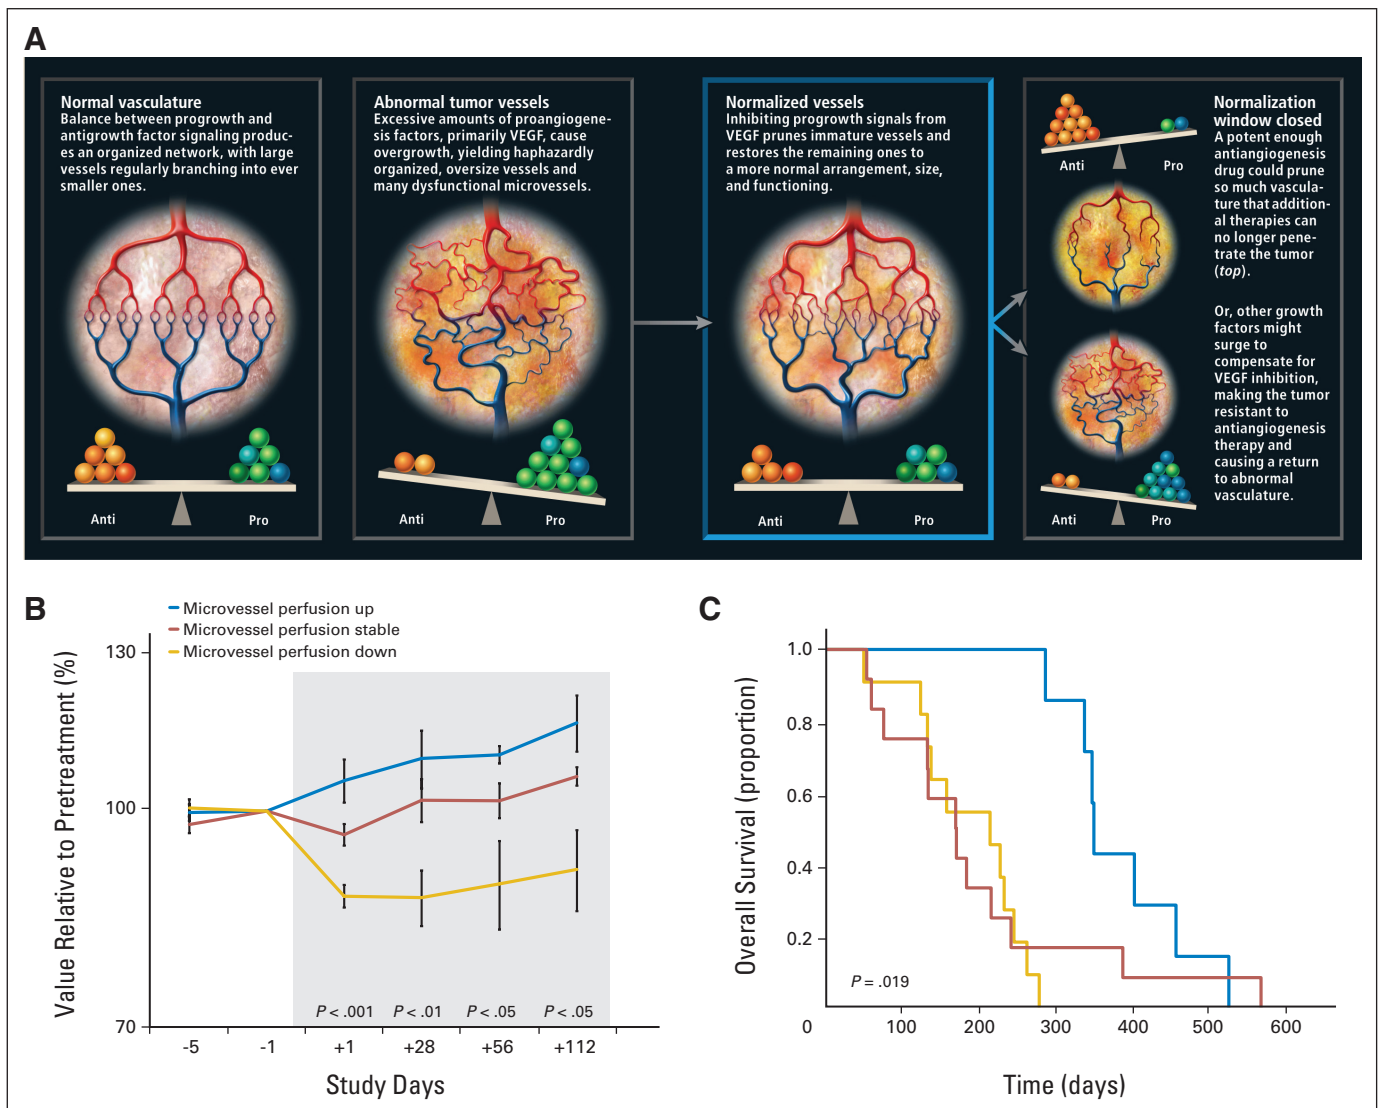 A
Normal vasculature
Balance between progrowth and
antigrowth factor signaling produc-
es an organized network, with large
vessels regularly branching into ever
smaller ones.
Anti
Pro
Abnormal tumor vessels
Excessive amounts of proangiogene-
sis factors, primarily VEGF, cause
overgrowth, yielding haphazardly
organized, oversize vessels and
many dysfunctional microvessels.
Anti
Pro
Normalized vessels
Inhibiting progrowth signals from
VEGF prunes immature vessels and
restores the remaining ones to
a more normal arrangement, size,
and functioning.
Anti
Pro
Anti
Pro
Normalization
window closed
A potent enough
antiangiogenesis
drug could prune
so much vascula-
ture that addition-
al therapies can
no longer pene-
trate the tumor
(top).
Or, other growth
factors might
surge to
compensate for
VEGF inhibition,
making the tumor
resistant to
antiangiogenesis
therapy and
causing a return
to abnormal
vasculature.
Anti
Pro
B
Microvessel perfusion up
Microvessel perfusion stable
Microvessel perfusion down
Value Relative to Pretreatment (%)
130
100
70
P < .001
P < .01
P < .05
P < .05
-5
-1
+1
+28
+56
+112
Study Days
C
Overall Survival (proportion)
1.0
0.8
0.6
0.4
0.2
P = .019
0
100
200
300
400
500
600
Time (days)